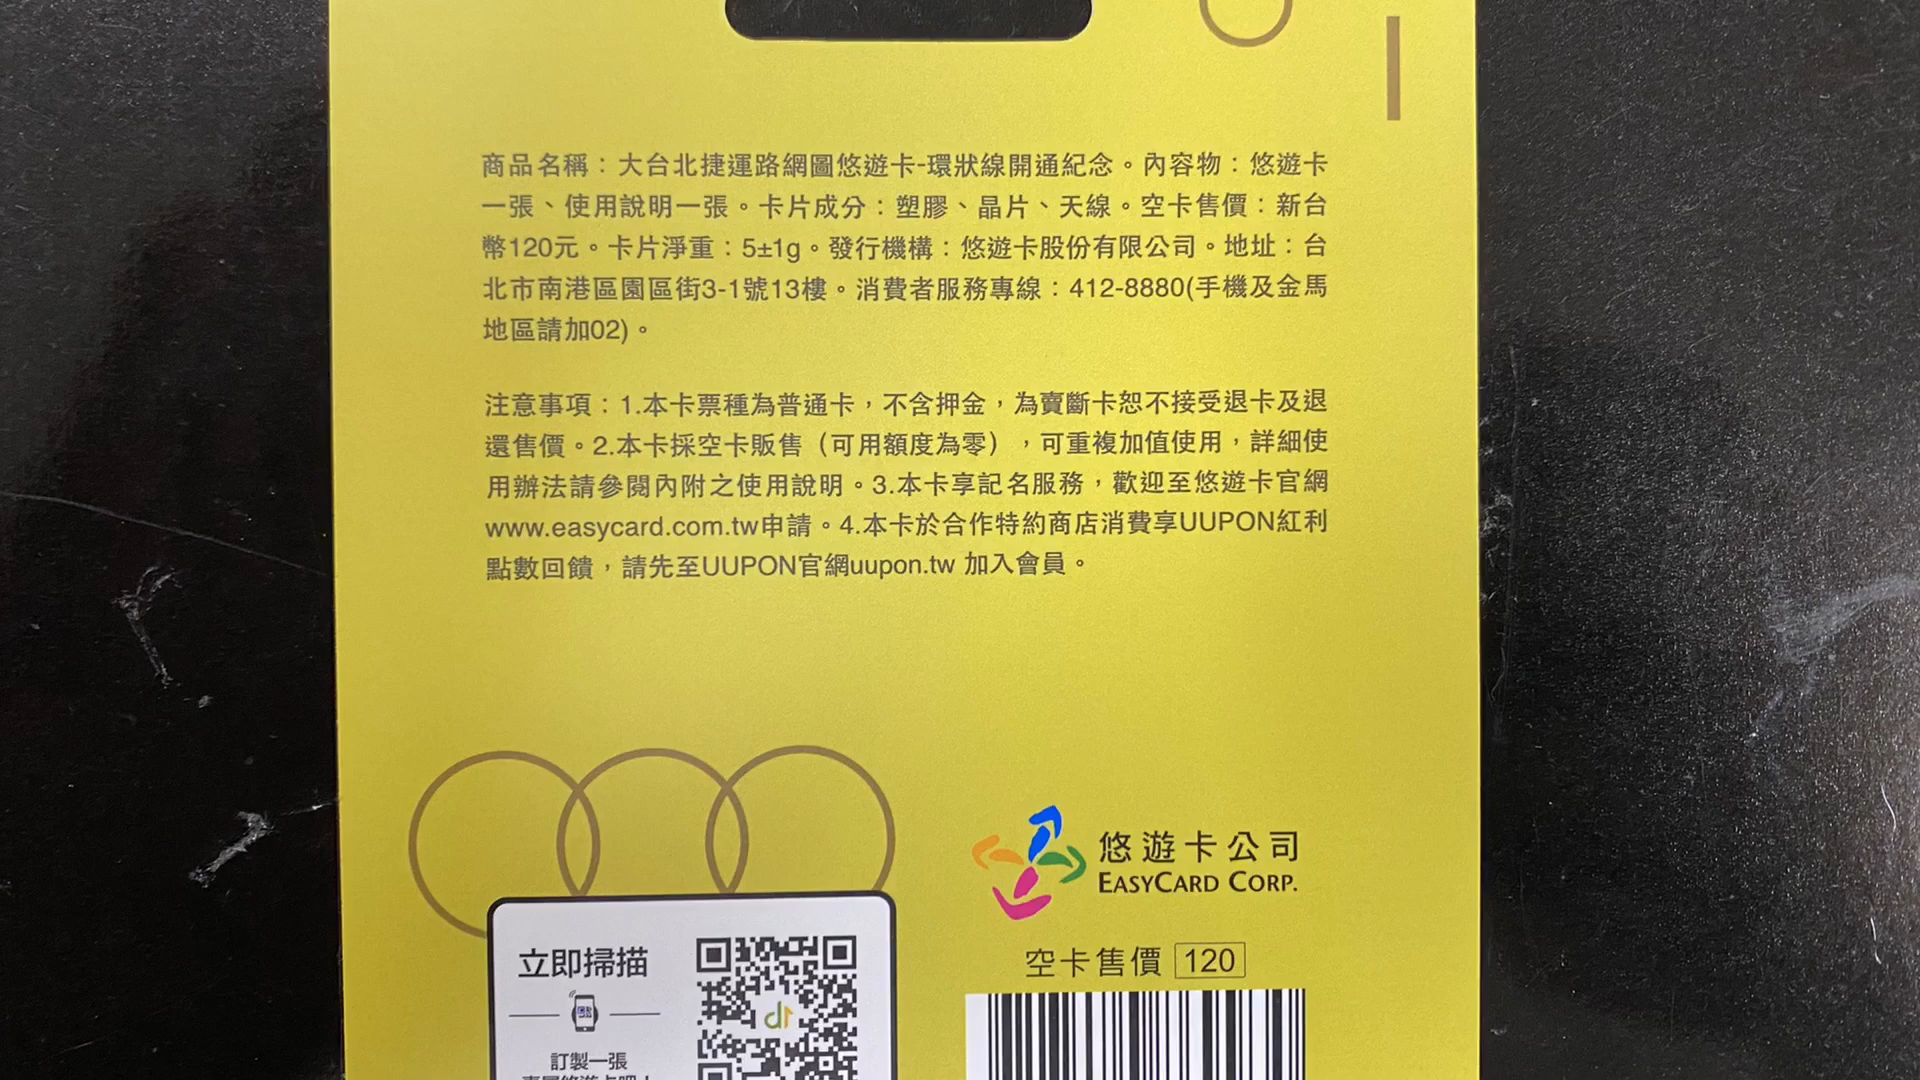 商品名稱：大台北捷運路網圖悠遊卡-環狀線開通紀念。內容物：悠遊卡
一張、使用說明一張。卡片成分：塑膠、晶片、天線。空卡售價：新台
幣120元。卡片淨重：5±1g。發行機構：悠遊卡股份有限公司。地址：台
北市南港區園區街3-1號13樓。消費者服務專線：412-8880(手機及金馬
地區請加02)。
注意事項：1.本卡票種為普通卡，不含押金，為賣斷卡恕不接受退卡及退
還售價。2.本卡採空卡販售（可用額度為零），可重複加值使用，詳細使
用辦法請參閱內附之使用說明。3.本卡享記名服務，歡迎至悠遊卡官網
www.easycard.com.tw申請。4.本卡於合作特約商店消費享UUPON紅利
點數回饋，請先至UUPON官網uupon.tw 加入會員。
悠遊卡公司
EASYCARD CORP.
空卡售價 120
立即掃描
訂製一張